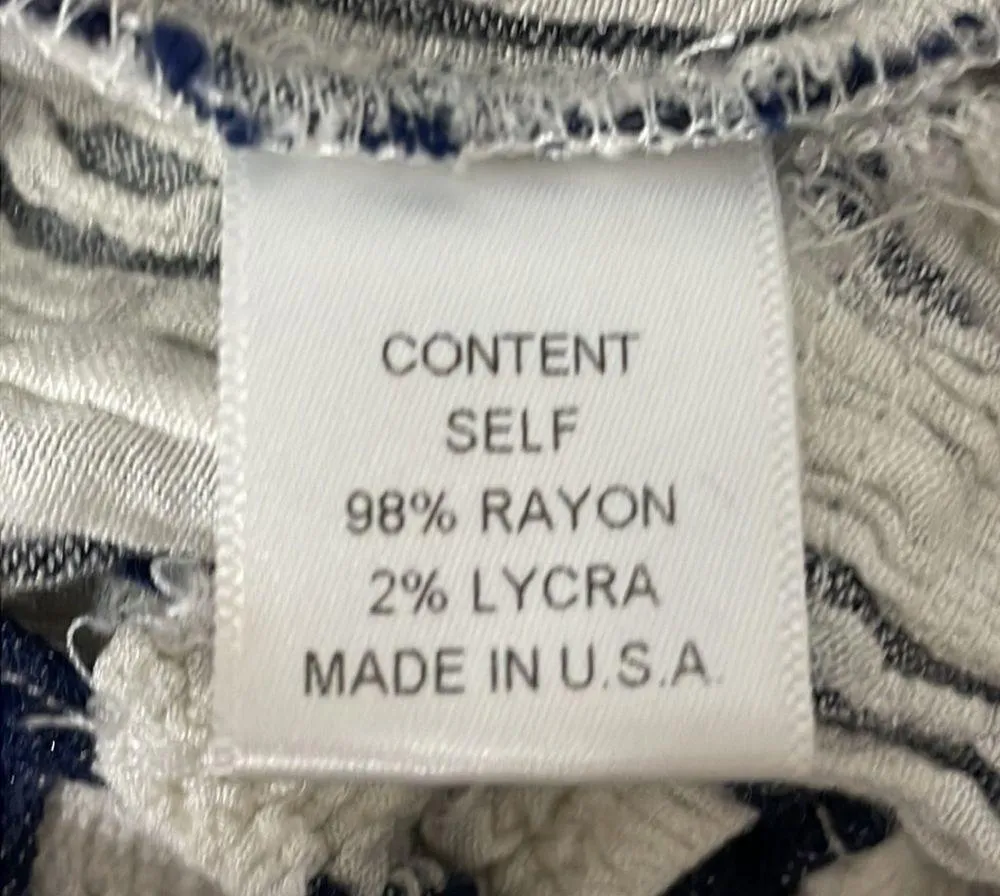 CONTENT
SELF
98% RAYON
2% LYCRA
MADE IN U.S.A.